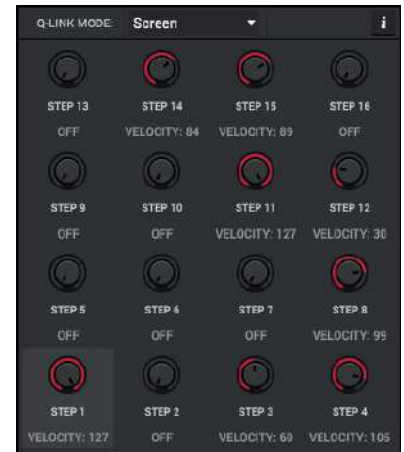 Q-LINK MODE: Screen i
STEP 13 STEP 14 STEP 15 STEP 16
OFF VELOCITY: 84 VELOCITY: 89 OFF
STEP 9 STEP 10 STEP 11 STEP 12
OFF OFF VELOCITY: 127 VELOCITY: 30
STEP 5 STEP 6 STEP 7 STEP 8
OFF OFF OFF VELOCITY: 99
STEP 1 STEP 2 STEP 3 STEP 4
VELOCITY: 127 OFF VELOCITY: 60 VELOCITY: 106